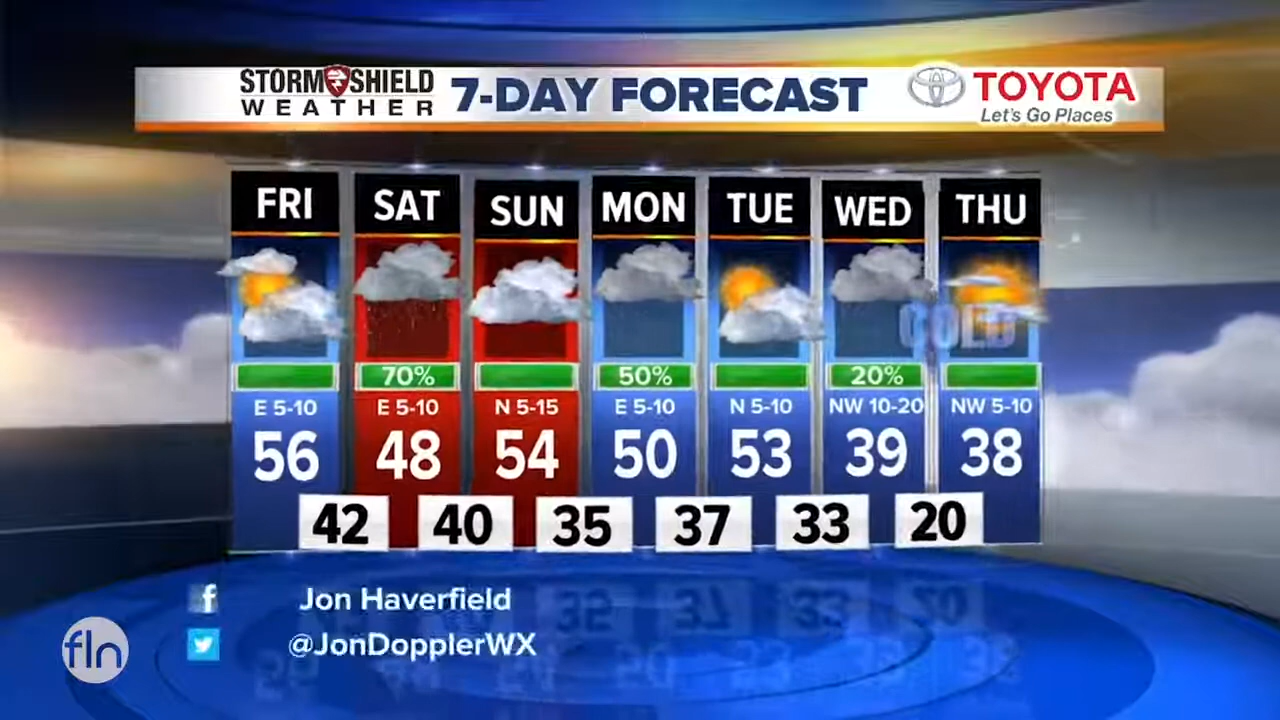 STORM SHIELD
WEATHER
7-DAY FORECAST
TOYOTA
Let's Go Places
FRI SAT SUN MON TUE WED THU
COLD
70% 50% 20%
E 5-10 E 5-10 N 5-15 E 5-10 N 5-10 NW 10-20 NW 5-10
56 48 54 50 53 39 38
42 40 35 37 33 20
f Jon Haverfield
@JonDopplerWX
fln